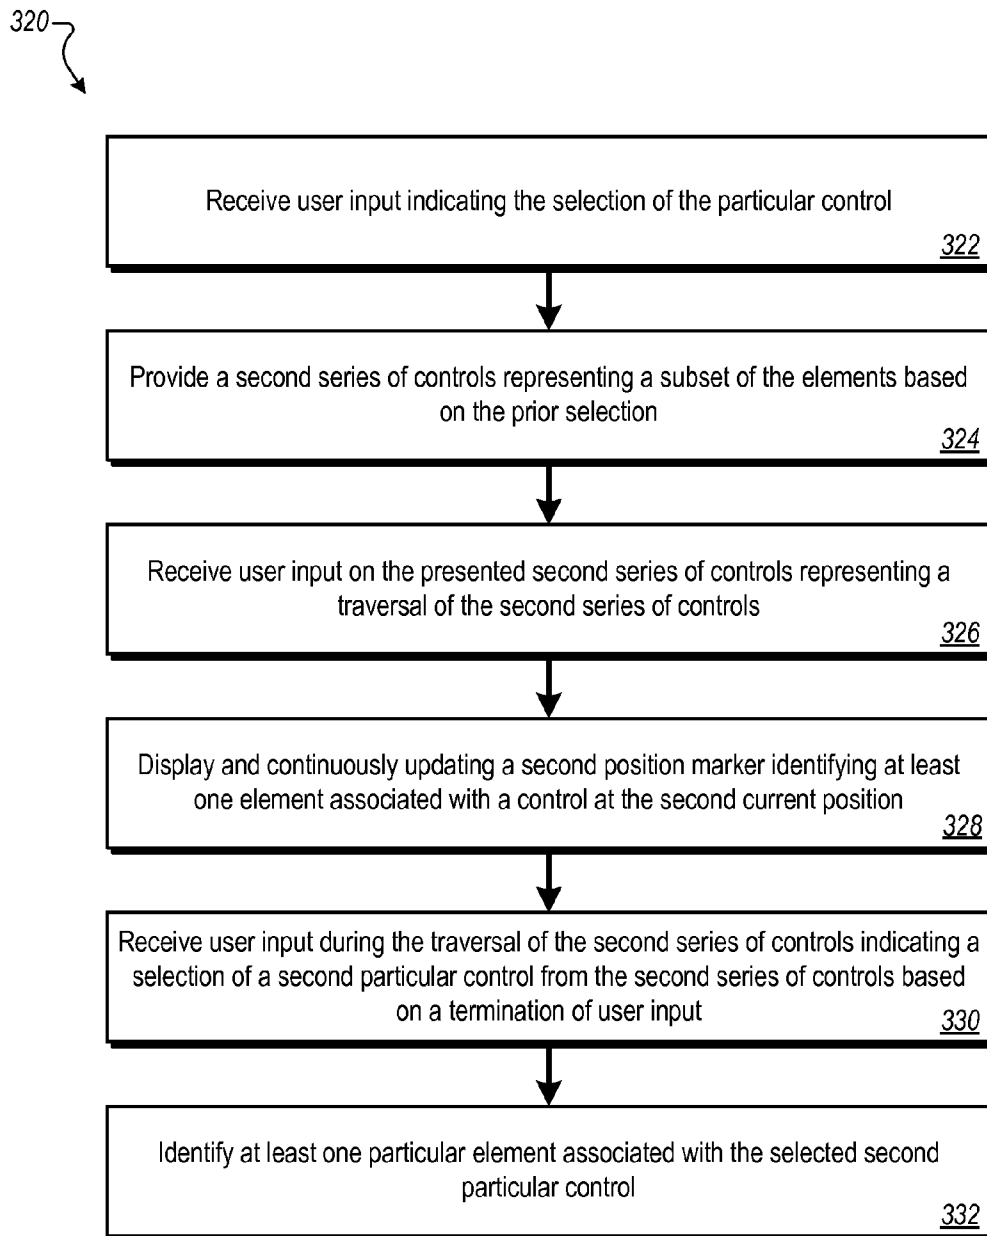 320
Receive user input indicating the selection of the particular control
322
Provide a second series of controls representing a subset of the elements based
on the prior selection
324
Receive user input on the presented second series of controls representing a
traversal of the second series of controls
326
Display and continuously updating a second position marker identifying at least
one element associated with a control at the second current position
328
Receive user input during the traversal of the second series of controls indicating a
selection of a second particular control from the second series of controls based
on a termination of user input
330
Identify at least one particular element associated with the selected second
particular control
332